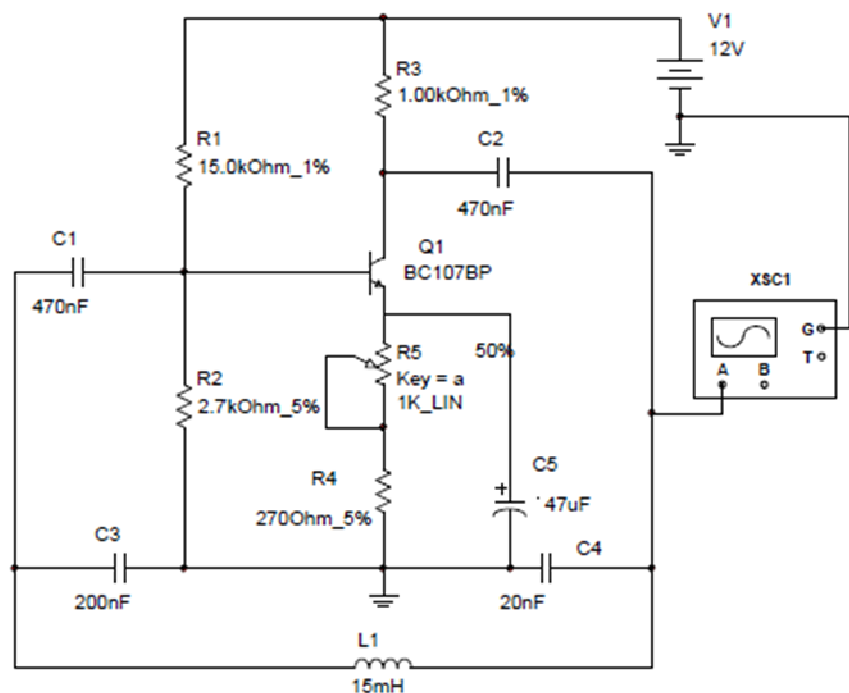 V1
12V
R3
1.00kOhm_1%
R1
15.0kOhm_1%
C2
470nF
C1
470nF
Q1
BC107BP
XSC1
G
T
A B
R5
Key = a
1K_LIN
50%
R2
2.7kOhm_5%
R4
270Ohm_5%
C5
+
47uF
C3
200nF
C4
20nF
L1
15mH